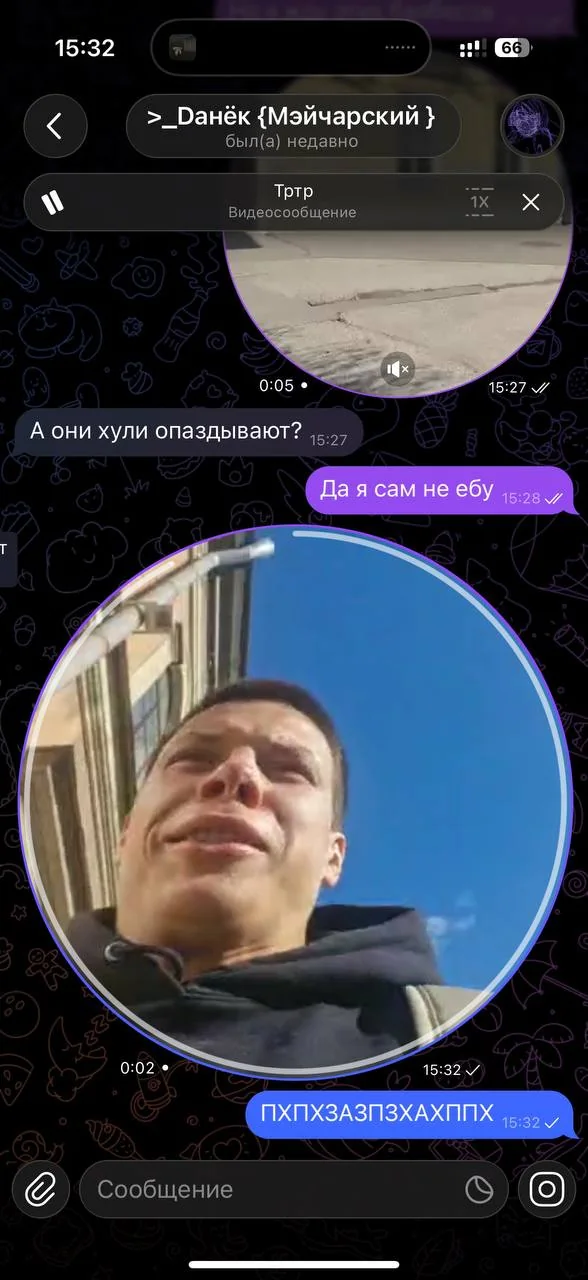 15:32
66
>_Dанёк {Мэйчарский }
был(а) недавно
Тртр
Видеосообщение
1X
0:05
15:27
А они хули опаздывают? 15:27
Да я сам не ебу 15:28
т
0:02
15:32
ПХПХЗАЗПЗХАХППХ 15:32
Сообщение